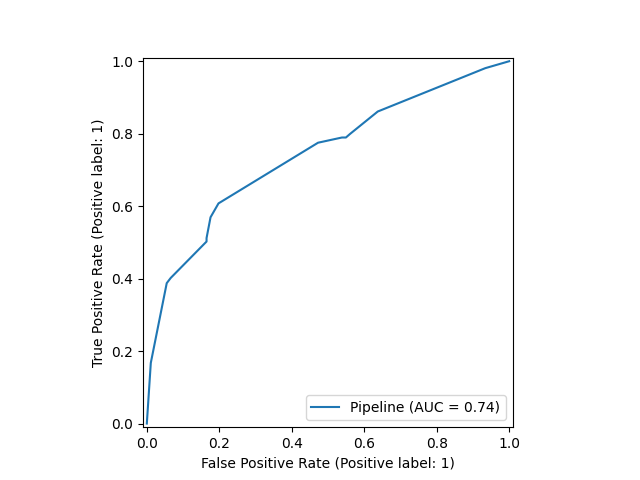 1.0
0.8
0.6
0.4
0.2
0.0
True Positive Rate (Positive label: 1)
Pipeline (AUC = 0.74)
0.0 0.2 0.4 0.6 0.8 1.0
False Positive Rate (Positive label: 1)